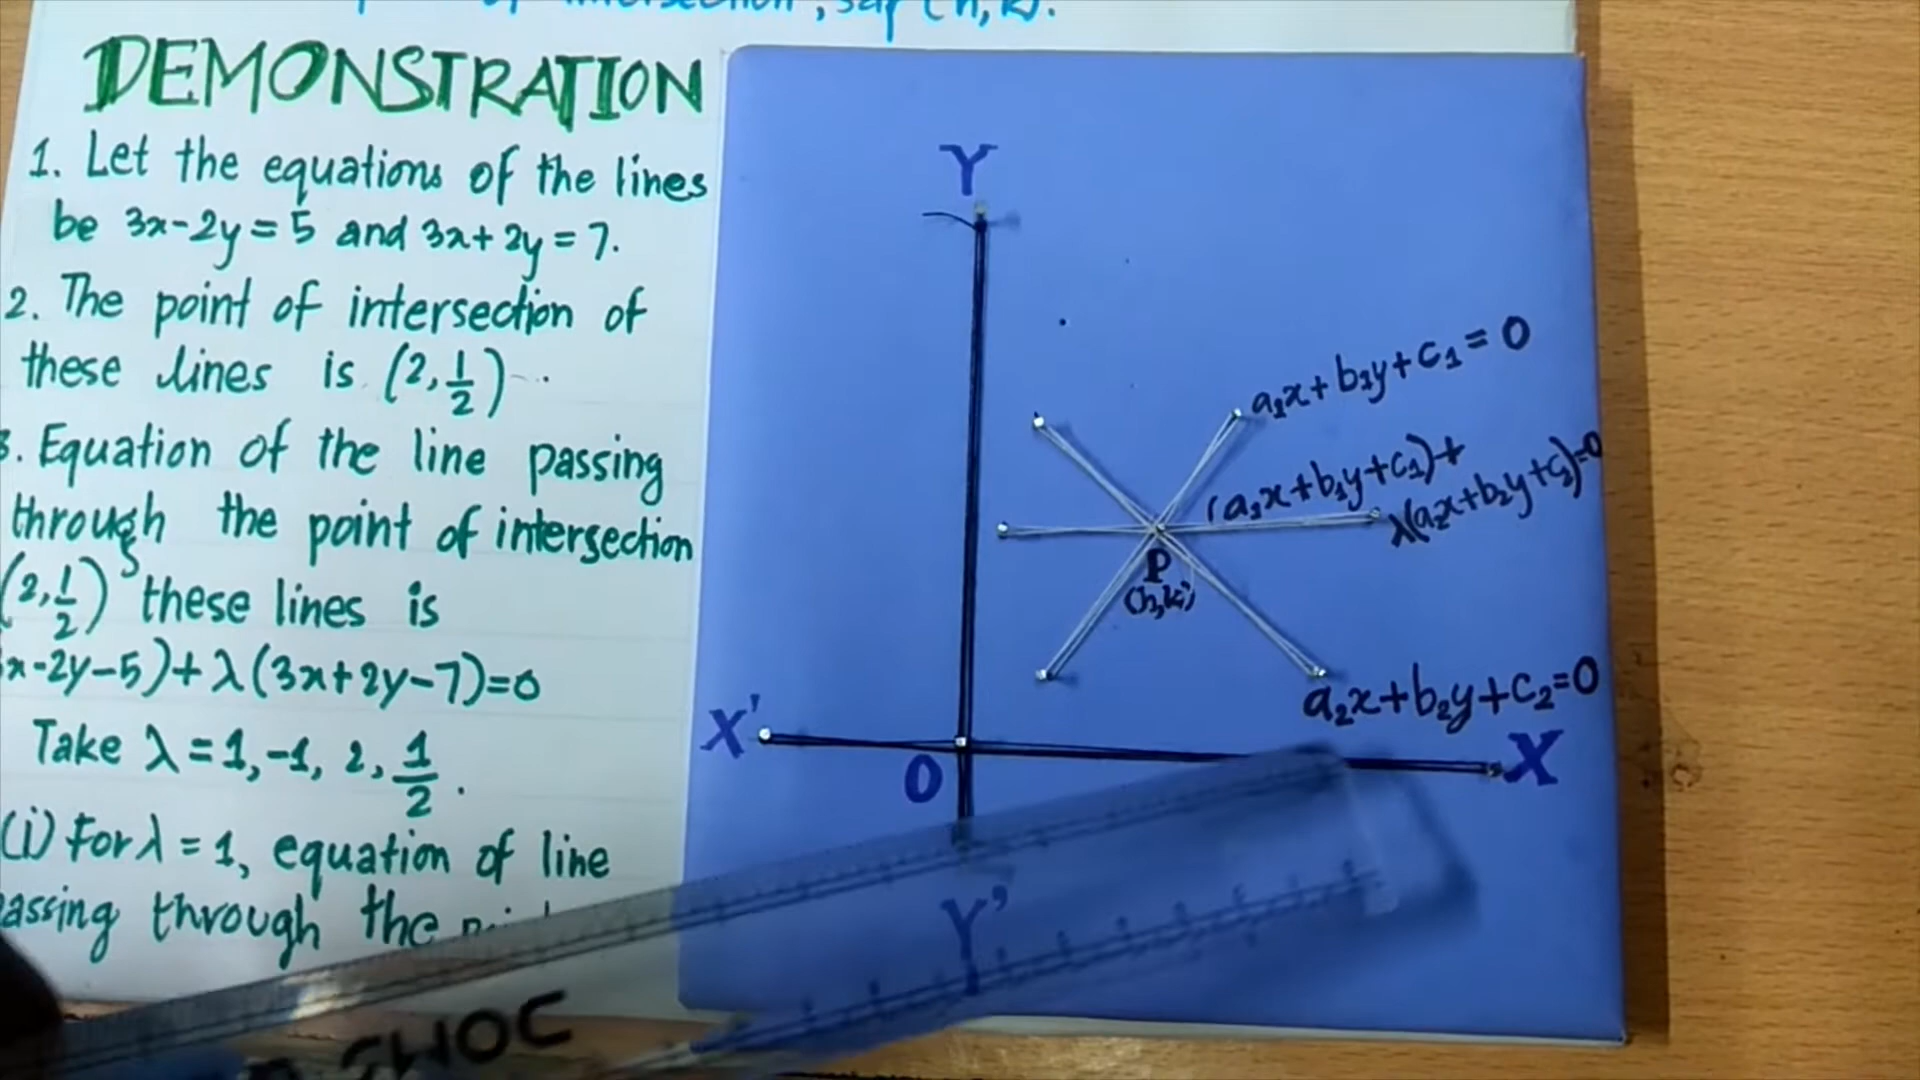 of intersection, say (h,k).
DEMONSTRATION
1. Let the equations of the lines
be 3x-2y=5 and 3x+2y=7.
2. The point of intersection of
these lines is (2,1/2)
3. Equation of the line passing
through the point of intersection
(2,1/2) these lines is
x-2y-5)+λ(3x+2y-7)=0
Take λ=1,-1, 2, 1/2.
(i) For λ=1, equation of line
assing through the
Y
a₁x+b₁y+c₁=0
(a₁x+b₁y+c₁)+
λ(a₂x+b₂y+c₂)=0
P
(h,k)
a₂x+b₂y+c₂=0
X'
O
X
Y'
DOMS